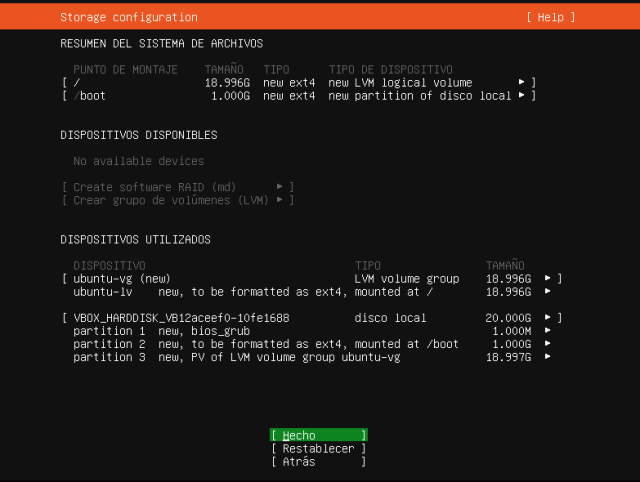 Storage configuration [ Help ]
RESUMEN DEL SISTEMA DE ARCHIVOS
PUNTO DE MONTAJE TAMAÑO TIPO TIPO DE DISPOSITIVO
[ / 18.996G new ext4 new LVM logical volume ▸ ]
[ /boot 1.000G new ext4 new partition of disco local ▸ ]
DISPOSITIVOS DISPONIBLES
No available devices
[ Create software RAID (md) ▸ ]
[ Crear grupo de volúmenes (LVM) ▸ ]
DISPOSITIVOS UTILIZADOS
DISPOSITIVO TIPO TAMAÑO
[ ubuntu-vg (new) LVM volume group 18.996G ▸ ]
ubuntu-lv new, to be formatted as ext4, mounted at / 18.996G ▸
[ VBOX_HARDDISK_VB12aceef0-10fe1688 disco local 20.000G ▸ ]
partition 1 new, bios_grub 1.000M ▸
partition 2 new, to be formatted as ext4, mounted at /boot 1.000G ▸
partition 3 new, PV of LVM volume group ubuntu-vg 18.997G ▸
[ Hecho ]
[ Restablecer ]
[ Atrás ]